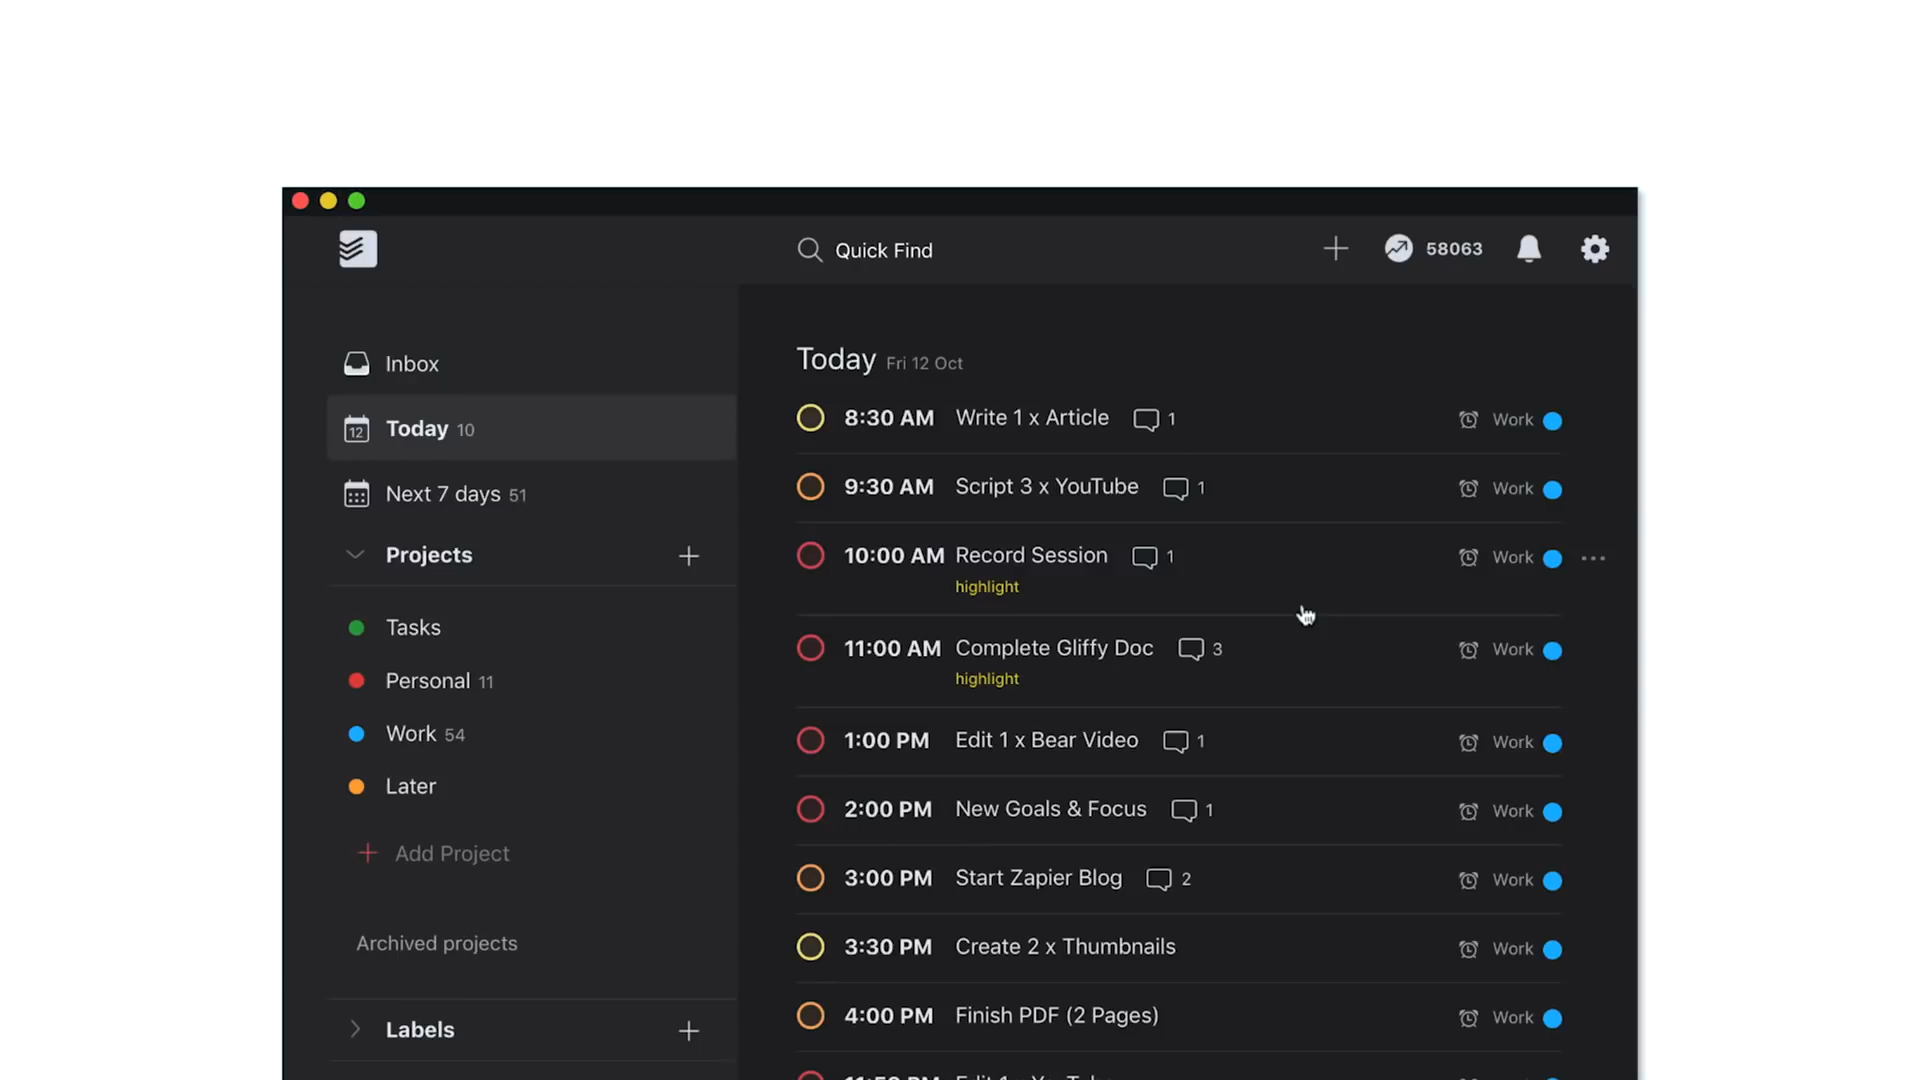 Quick Find
58063
Inbox
12
Today 10
Next 7 days 51
Projects
Tasks
Personal 11
Work 54
Later
Add Project
Archived projects
Labels
Today Fri 12 Oct
8:30 AM Write 1 x Article 1 Work
9:30 AM Script 3 x YouTube 1 Work
10:00 AM Record Session 1 Work
highlight
11:00 AM Complete Gliffy Doc 3 Work
highlight
1:00 PM Edit 1 x Bear Video 1 Work
2:00 PM New Goals & Focus 1 Work
3:00 PM Start Zapier Blog 2 Work
3:30 PM Create 2 x Thumbnails Work
4:00 PM Finish PDF (2 Pages) Work